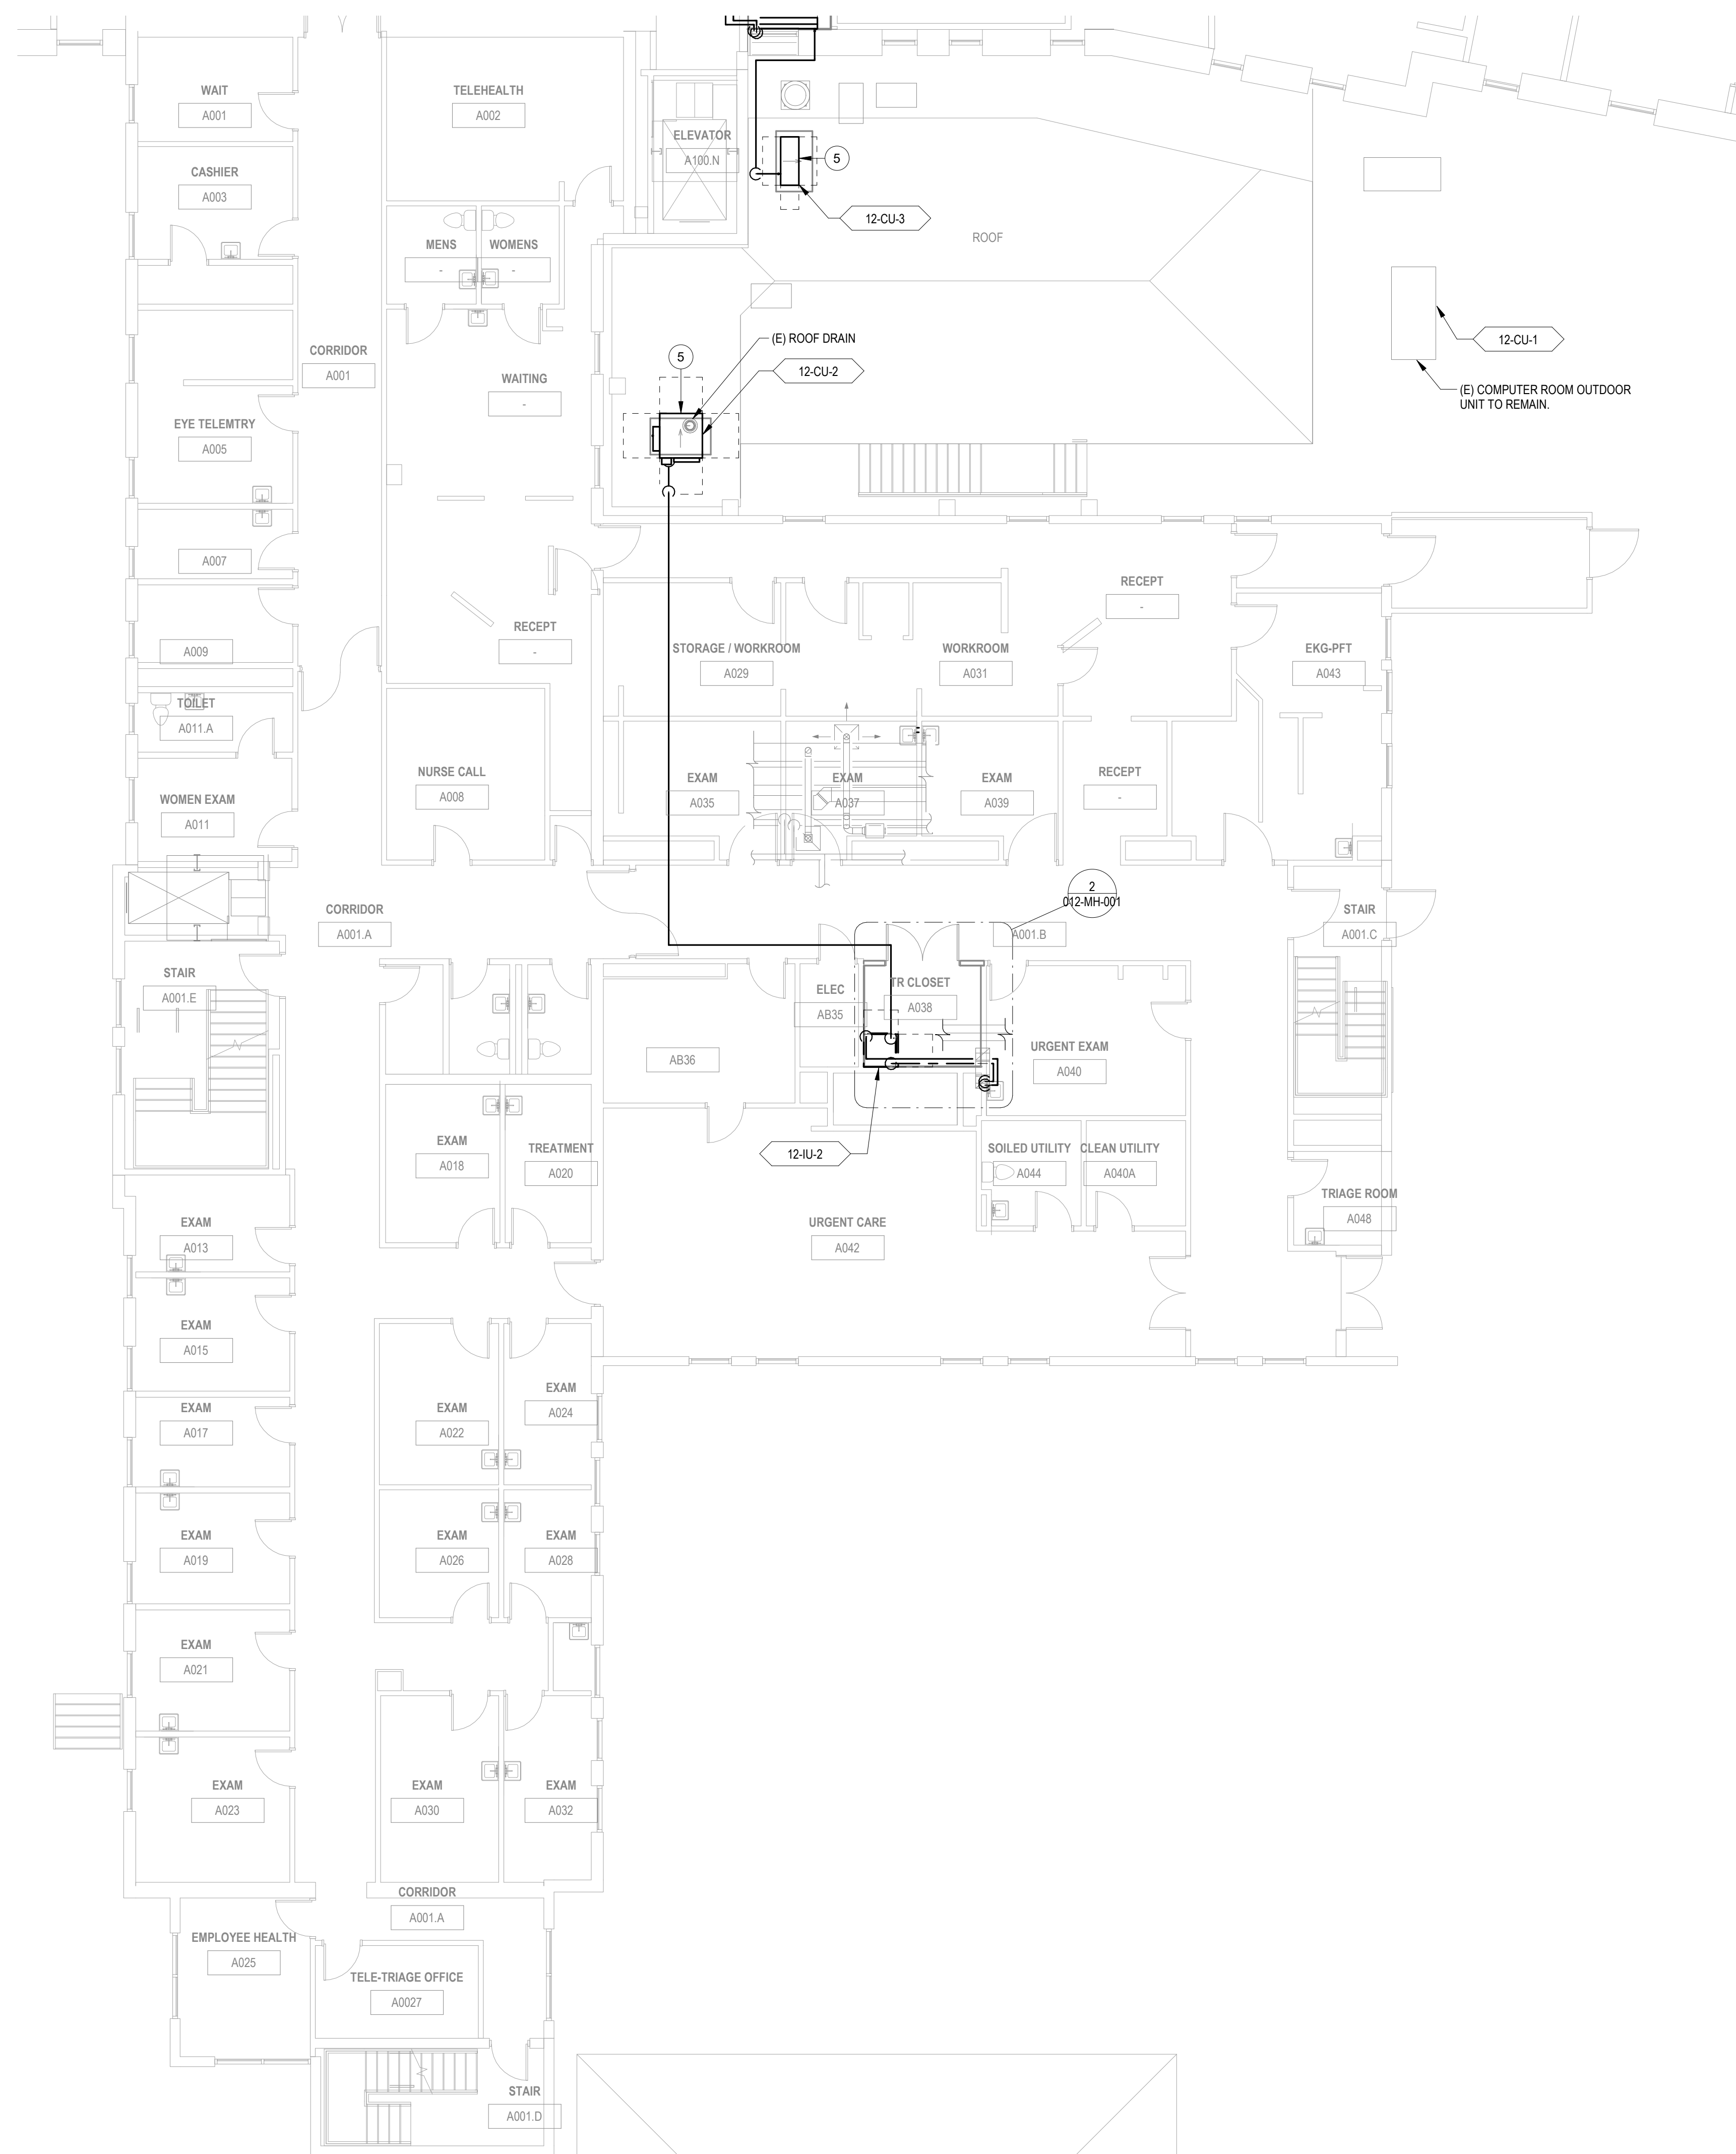 WAIT
A001
TELEHEALTH
A002
ELEVATOR
A100.N
5
12-CU-3
CASHIER
A003
MENS
-
WOMENS
-
ROOF
12-CU-1
(E) COMPUTER ROOM OUTDOOR
UNIT TO REMAIN.
(E) ROOF DRAIN
5
12-CU-2
CORRIDOR
A001
WAITING
-
EYE TELEMTRY
A005
A007
RECEPT
-
RECEPT
-
A009
STORAGE / WORKROOM
A029
WORKROOM
A031
EKG-PFT
A043
TOILET
A011.A
NURSE CALL
A008
EXAM
A035
EXAM
A037
EXAM
A039
RECEPT
-
WOMEN EXAM
A011
2
012-MH-001
CORRIDOR
A001.A
A001.B
STAIR
A001.C
STAIR
A001.E
ELEC
AB35
TR CLOSET
A038
AB36
URGENT EXAM
A040
EXAM
A018
TREATMENT
A020
12-IU-2
SOILED UTILITY
A044
CLEAN UTILITY
A040A
TRIAGE ROOM
A048
EXAM
A013
URGENT CARE
A042
EXAM
A015
EXAM
A024
EXAM
A017
EXAM
A022
EXAM
A019
EXAM
A026
EXAM
A028
EXAM
A021
EXAM
A023
EXAM
A030
EXAM
A032
CORRIDOR
A001.A
EMPLOYEE HEALTH
A025
TELE-TRIAGE OFFICE
A0027
STAIR
A001.D